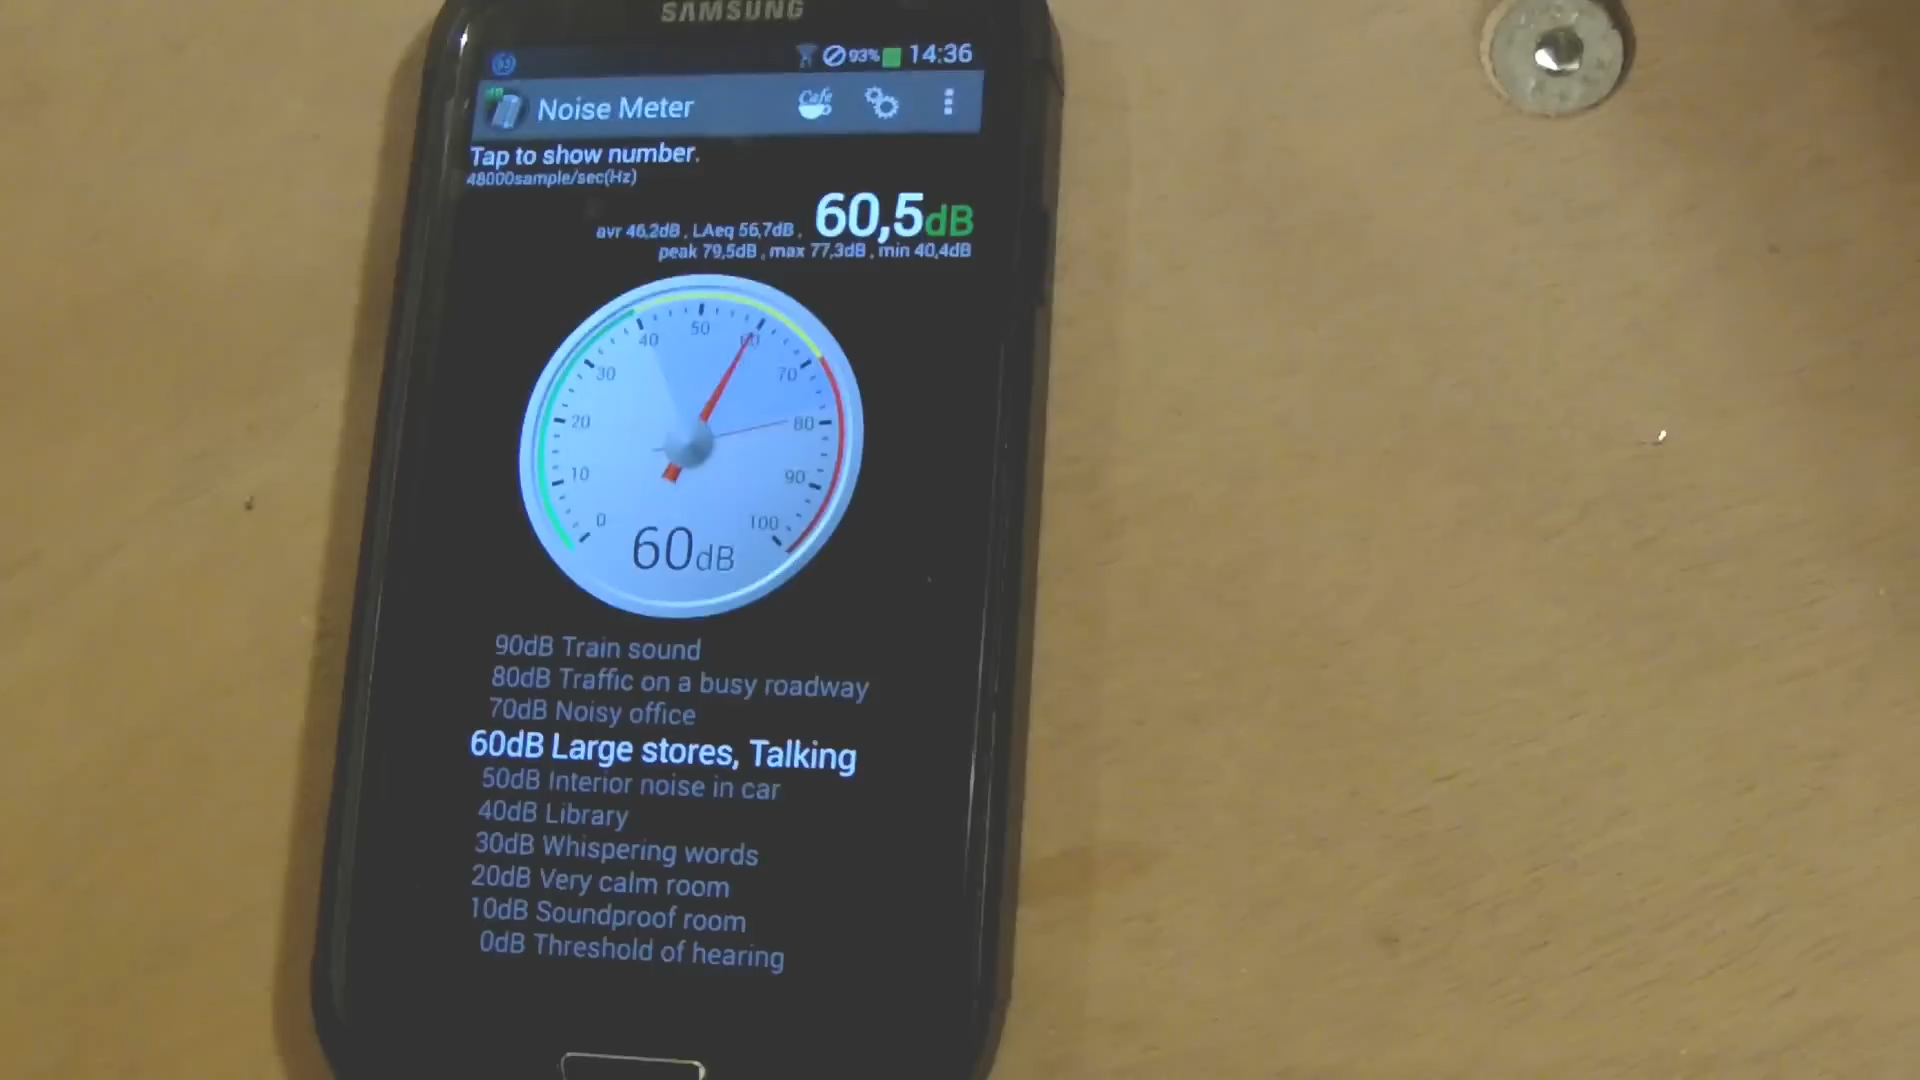 SAMSUNG
93% 14:36
Noise Meter
Cafe
Tap to show number.
48000sample/sec(Hz)
60,5dB
avr 46,2dB , LAeq 56,7dB ,
peak 79,5dB , max 77,3dB , min 40,4dB
0 10 20 30 40 50 60 70 80 90 100
60dB
90dB Train sound
80dB Traffic on a busy roadway
70dB Noisy office
60dB Large stores, Talking
50dB Interior noise in car
40dB Library
30dB Whispering words
20dB Very calm room
10dB Soundproof room
0dB Threshold of hearing